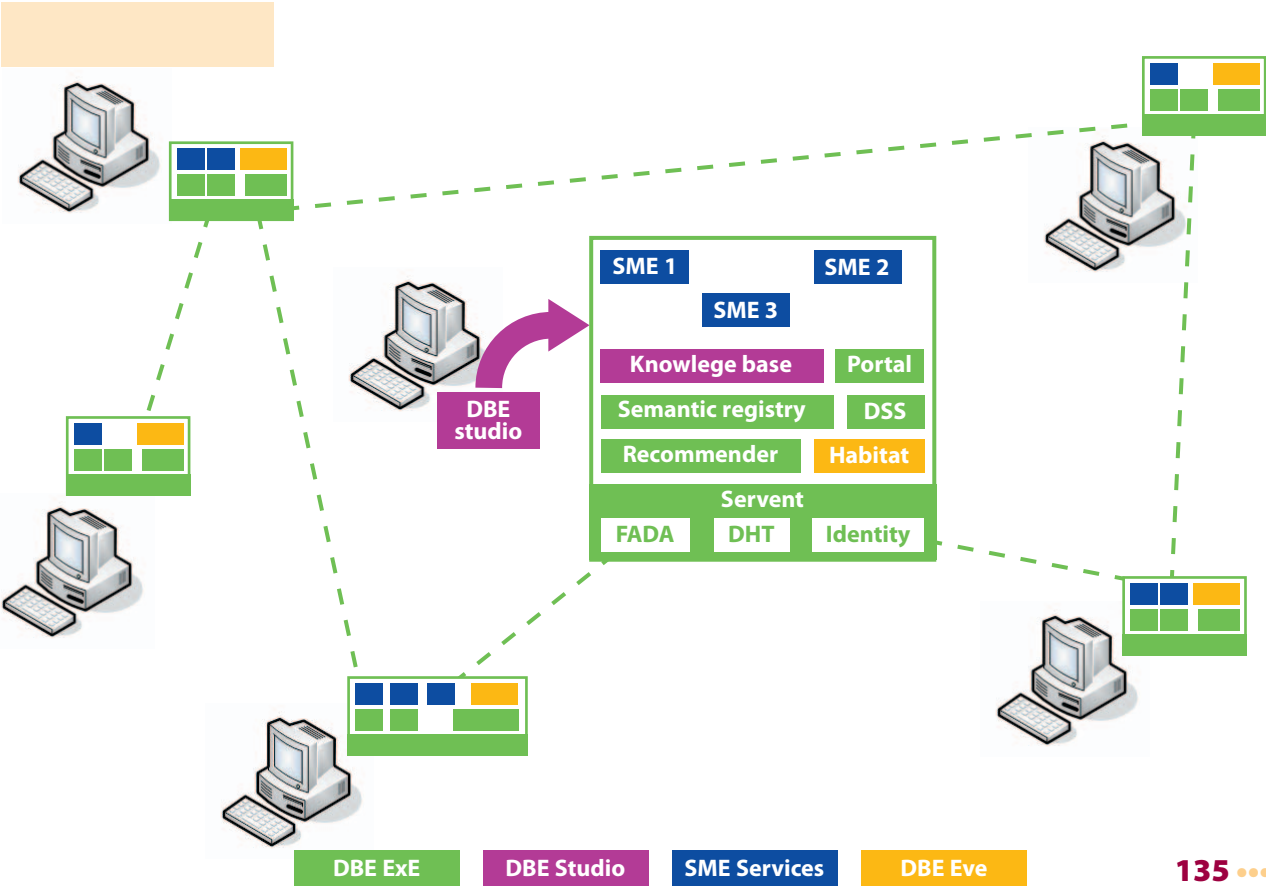 SME 1
SME 2
SME 3
Knowlege base
Portal
DBE
studio
Semantic registry
DSS
Recommender
Habitat
Servent
FADA
DHT
Identity
DBE ExE
DBE Studio
SME Services
DBE Eve
135